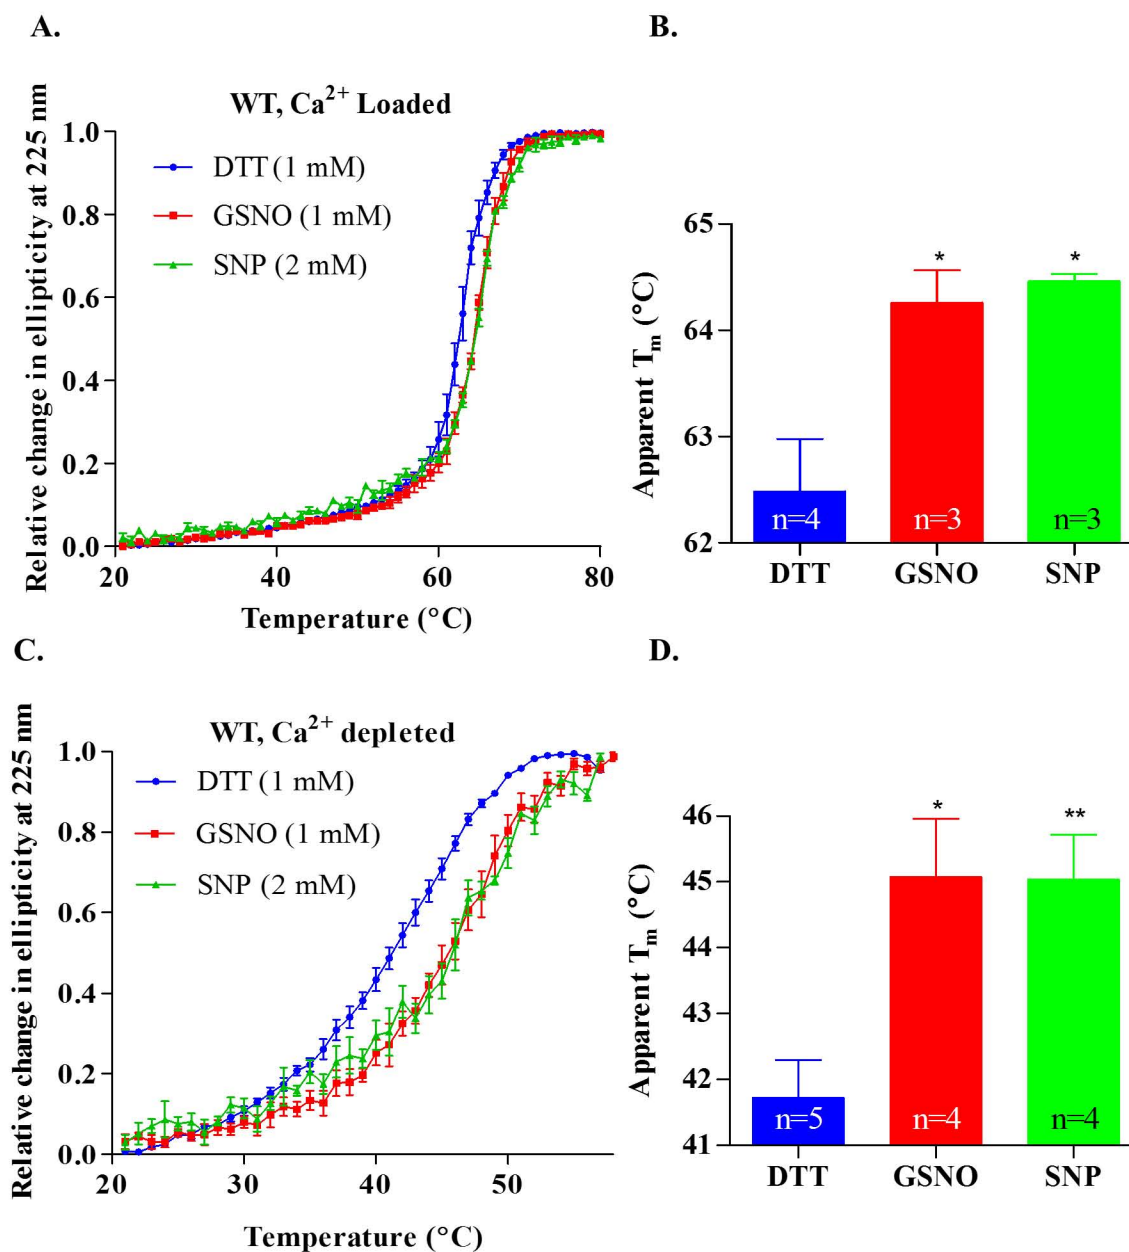 A.
WT, Ca²⁺ Loaded
Relative change in ellipticity at 225 nm
1.0
0.8
0.6
0.4
0.2
0.0
DTT (1 mM)
GSNO (1 mM)
SNP (2 mM)
20 40 60 80
Temperature (°C)
B.
Apparent Tₘ (°C)
65
64
63
62
* *
n=4 n=3 n=3
DTT GSNO SNP
C.
WT, Ca²⁺ depleted
Relative change in ellipticity at 225 nm
1.0
0.8
0.6
0.4
0.2
0.0
DTT (1 mM)
GSNO (1 mM)
SNP (2 mM)
20 30 40 50
Temperature (°C)
D.
Apparent Tₘ (°C)
46
45
44
43
42
41
* **
n=5 n=4 n=4
DTT GSNO SNP